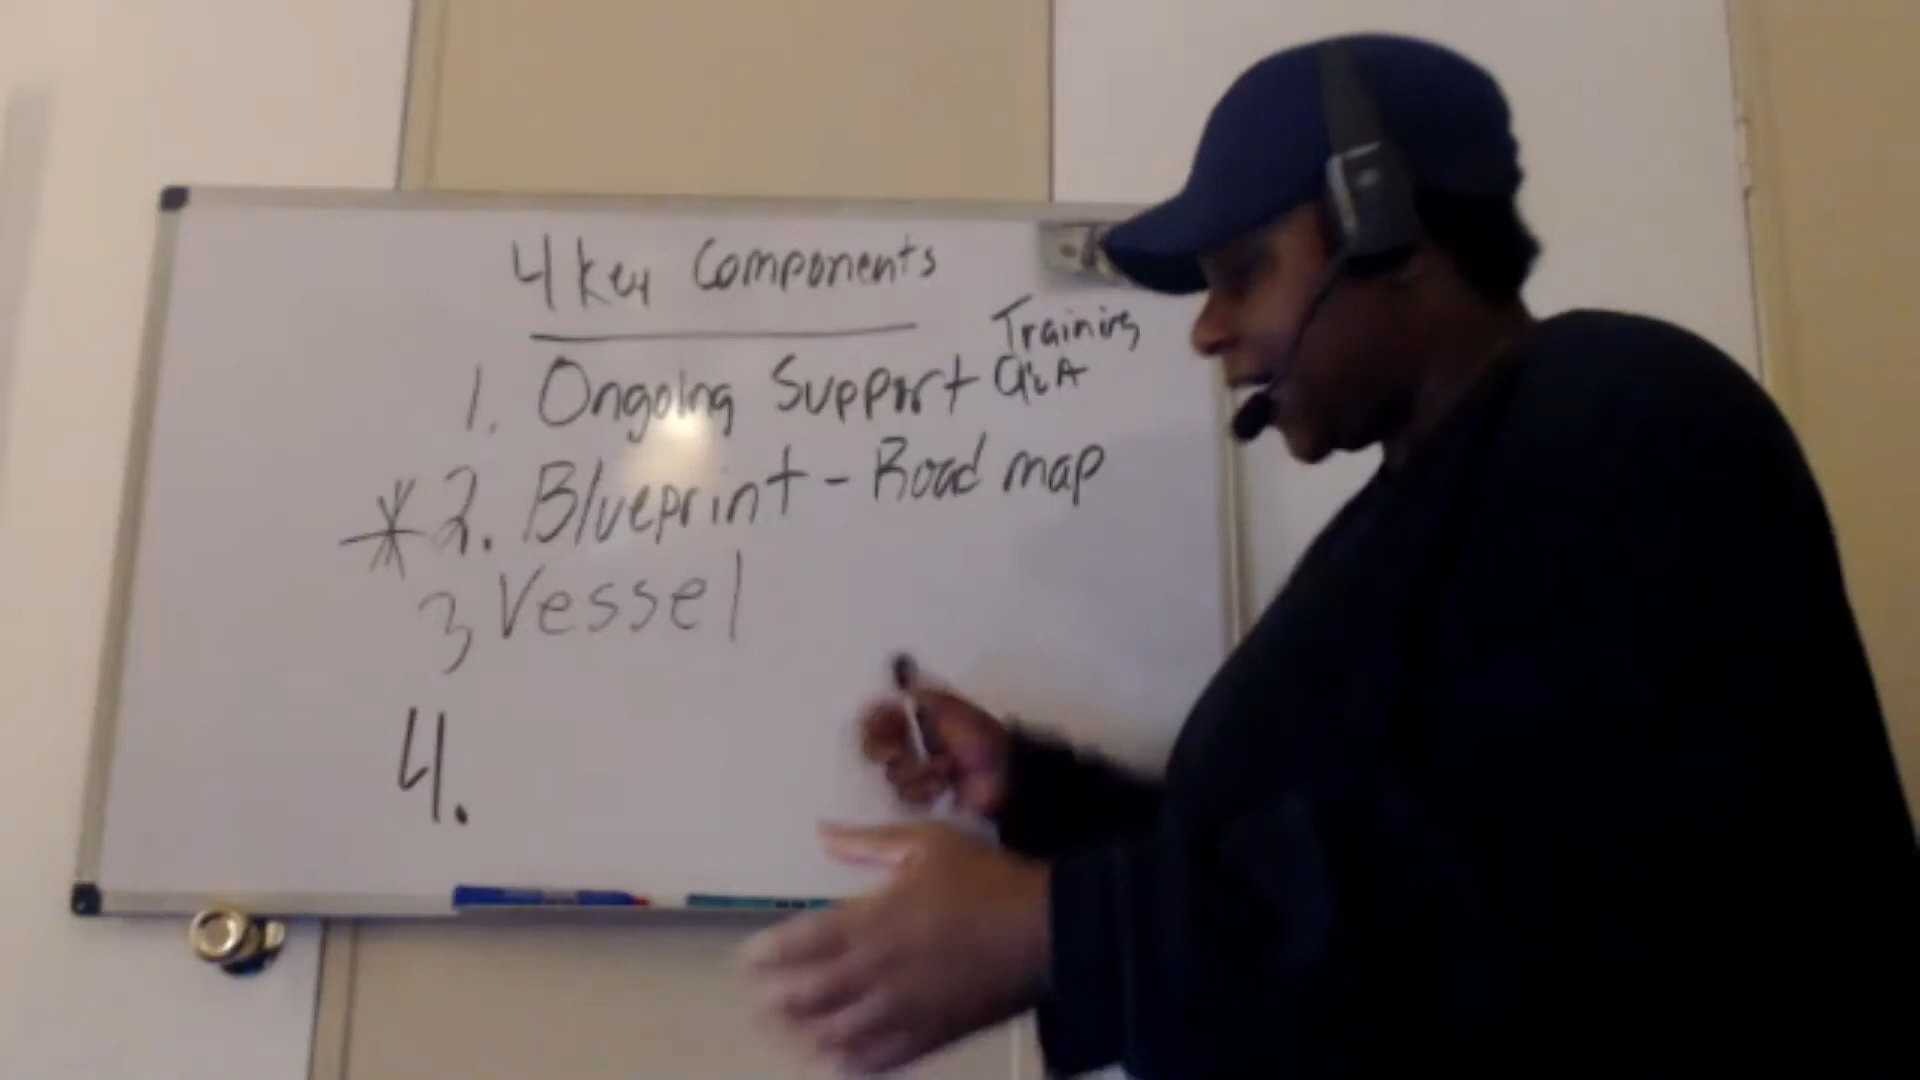 4 Key Components
Training
1. Ongoing Support Q&A
* 2. Blueprint - Road map
3 Vessel
4.